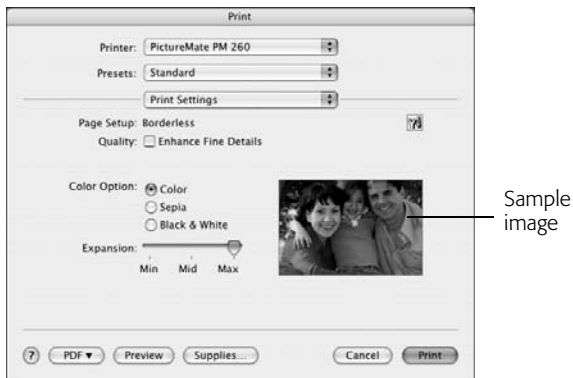 Print
Printer: PictureMate PM 260
Presets: Standard
Print Settings
Page Setup: Borderless
Quality: Enhance Fine Details
Color Option: Color
Sepia
Black & White
Expansion:
Min Mid Max
Sample
image
? PDF ▼ Preview Supplies... Cancel Print